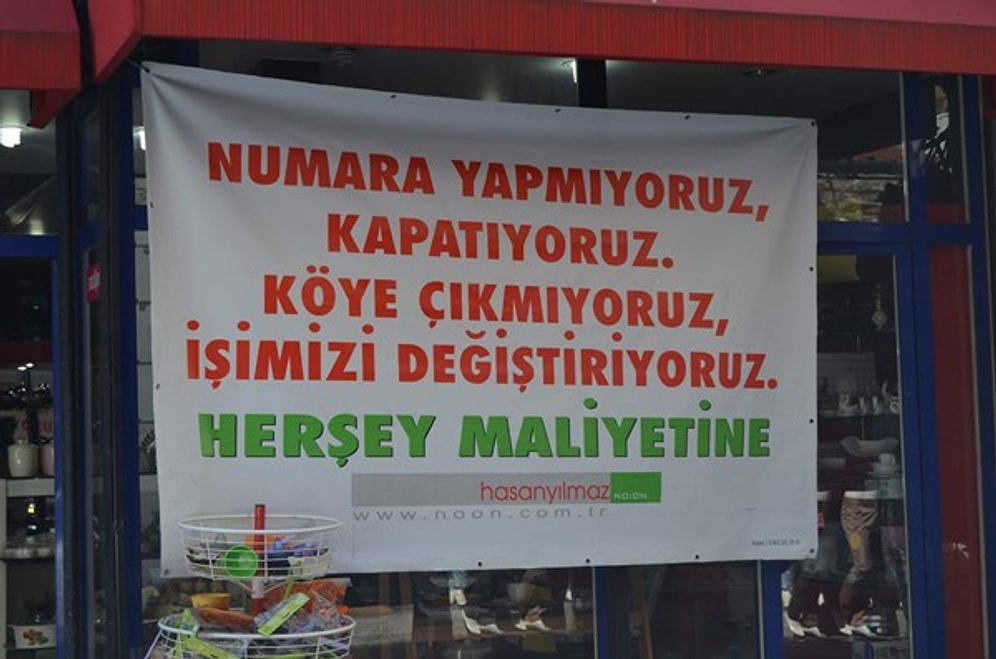 NUMARA YAPMIYORUZ,
KAPATIYORUZ.
KÖYE ÇIKMIYORUZ,
İŞİMİZİ DEĞİŞTİRİYORUZ.
HERŞEY MALİYETİNE
hasanyılmaz NOON
www.noon.com.tr